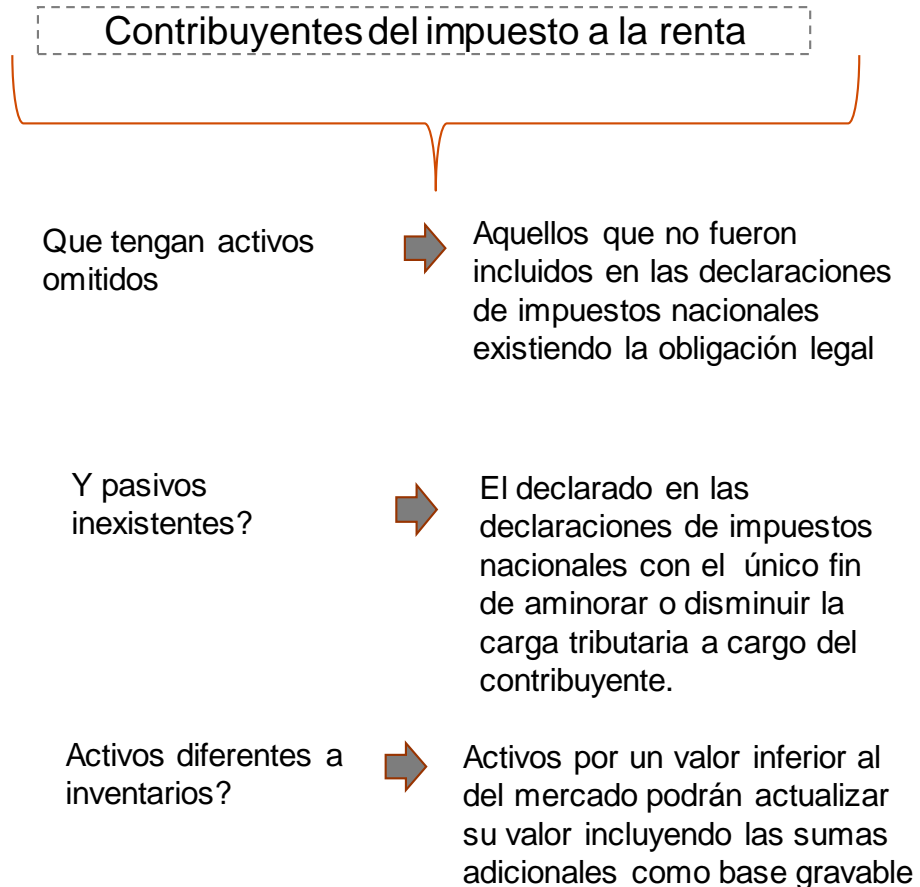 Contribuyentes del impuesto a la renta
Que tengan activos
omitidos
Aquellos que no fueron
incluidos en las declaraciones
de impuestos nacionales
existiendo la obligación legal
Y pasivos
inexistentes?
El declarado en las
declaraciones de impuestos
nacionales con el único fin
de aminorar o disminuir la
carga tributaria a cargo del
contribuyente.
Activos diferentes a
inventarios?
Activos por un valor inferior al
del mercado podrán actualizar
su valor incluyendo las sumas
adicionales como base gravable